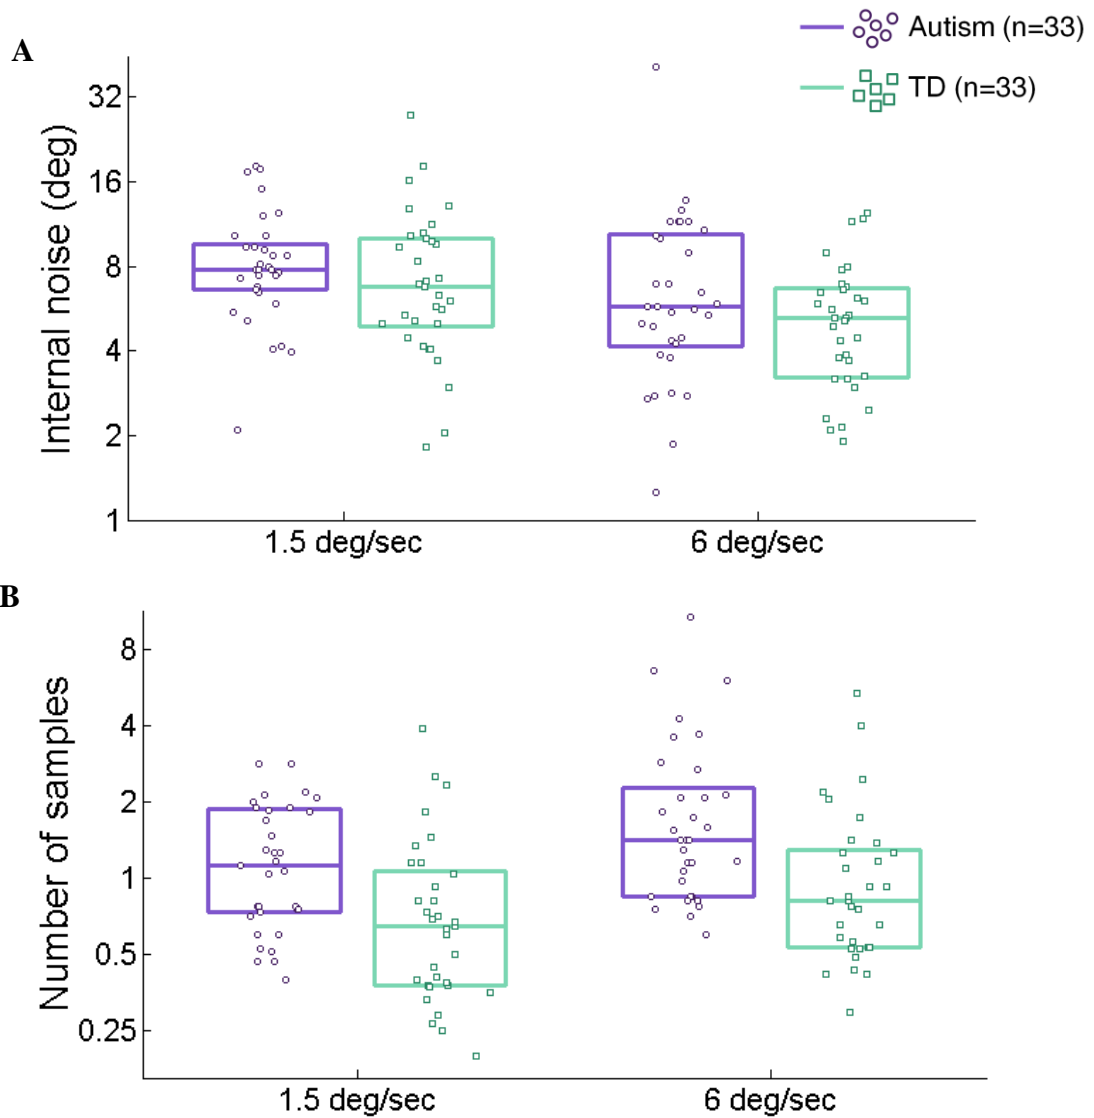 Autism (n=33)
TD (n=33)
A
Internal noise (deg)
32
16
8
4
2
1
1.5 deg/sec
6 deg/sec
B
Number of samples
8
4
2
1
0.5
0.25
1.5 deg/sec
6 deg/sec